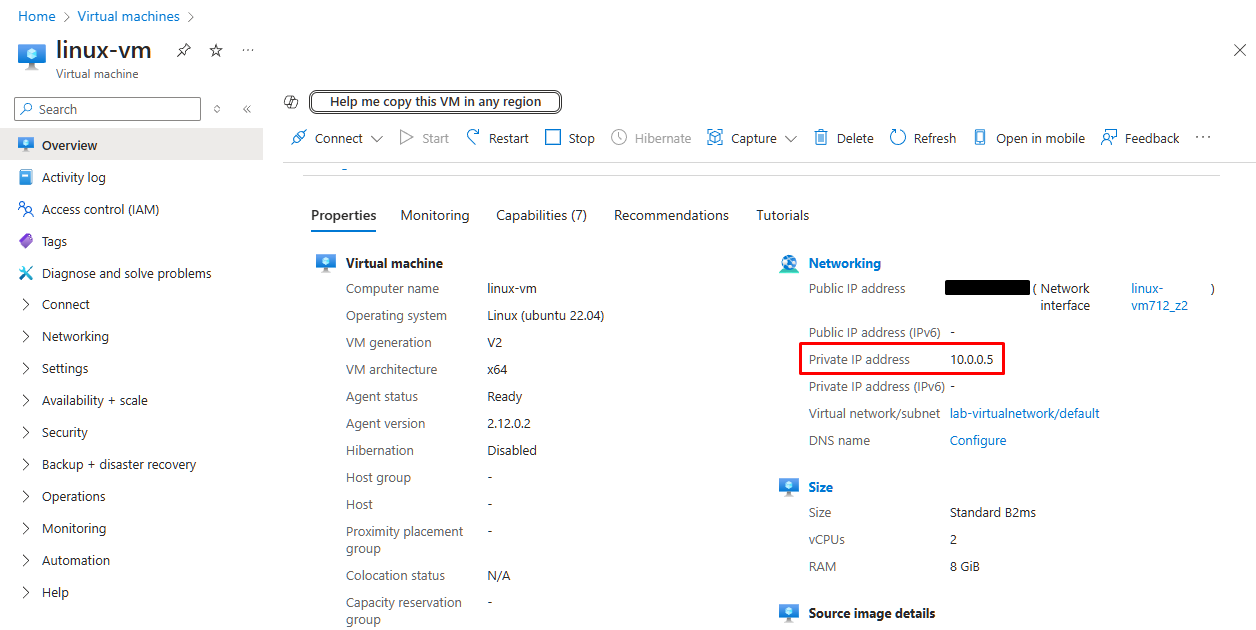 Home > Virtual machines >
linux-vm
Virtual machine
Search
Overview
Activity log
Access control (IAM)
Tags
Diagnose and solve problems
Connect
Networking
Settings
Availability + scale
Security
Backup + disaster recovery
Operations
Monitoring
Automation
Help
Help me copy this VM in any region
Connect Start Restart Stop Hibernate Capture Delete Refresh Open in mobile Feedback ...
Properties Monitoring Capabilities (7) Recommendations Tutorials
Virtual machine
Computer name linux-vm
Operating system Linux (ubuntu 22.04)
VM generation V2
VM architecture x64
Agent status Ready
Agent version 2.12.0.2
Hibernation Disabled
Host group -
Host -
Proximity placement -
group
Colocation status N/A
Capacity reservation -
group
Networking
Public IP address ( Network linux- )
interface vm712_z2
Public IP address (IPv6) -
Private IP address 10.0.0.5
Private IP address (IPv6) -
Virtual network/subnet lab-virtualnetwork/default
DNS name Configure
Size
Size Standard B2ms
vCPUs 2
RAM 8 GiB
Source image details